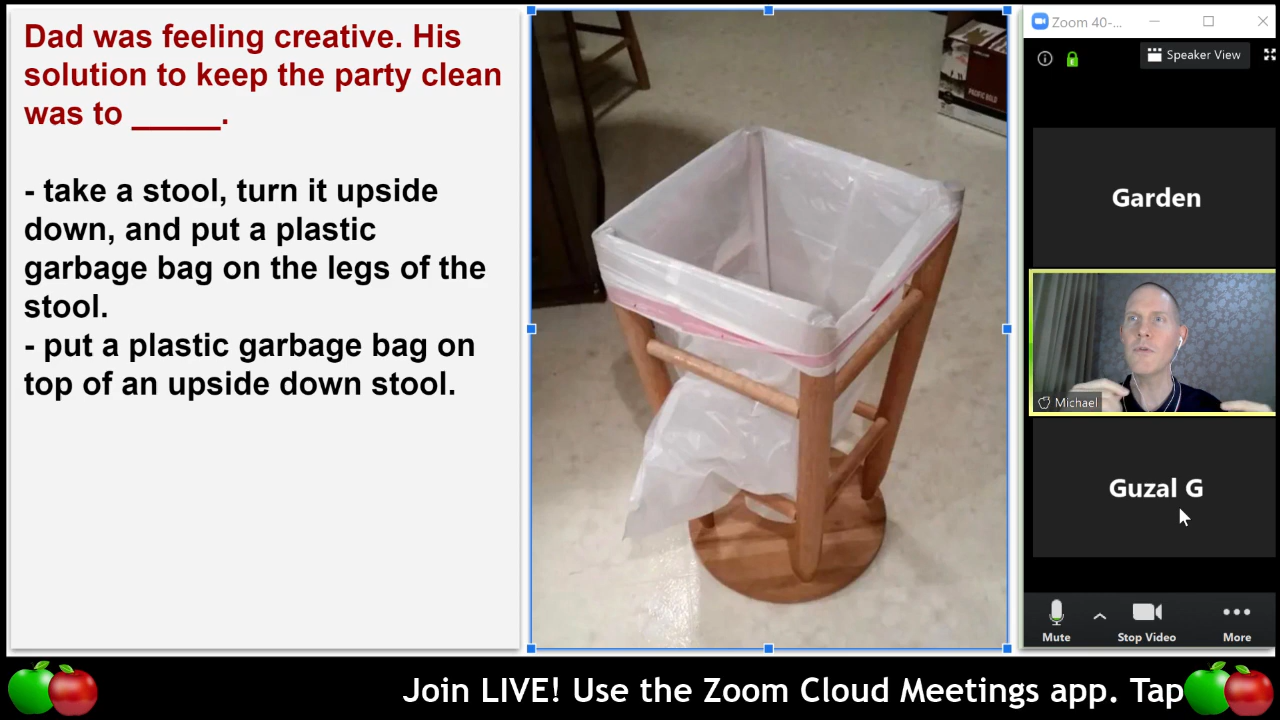 Dad was feeling creative. His
solution to keep the party clean
was to _____.
- take a stool, turn it upside
down, and put a plastic
garbage bag on the legs of the
stool.
- put a plastic garbage bag on
top of an upside down stool.
PACIFIC BOLD
Zoom 40-...
Speaker View
Garden
Michael
Guzal G
Mute
Stop Video
More
Join LIVE! Use the Zoom Cloud Meetings app. Tap